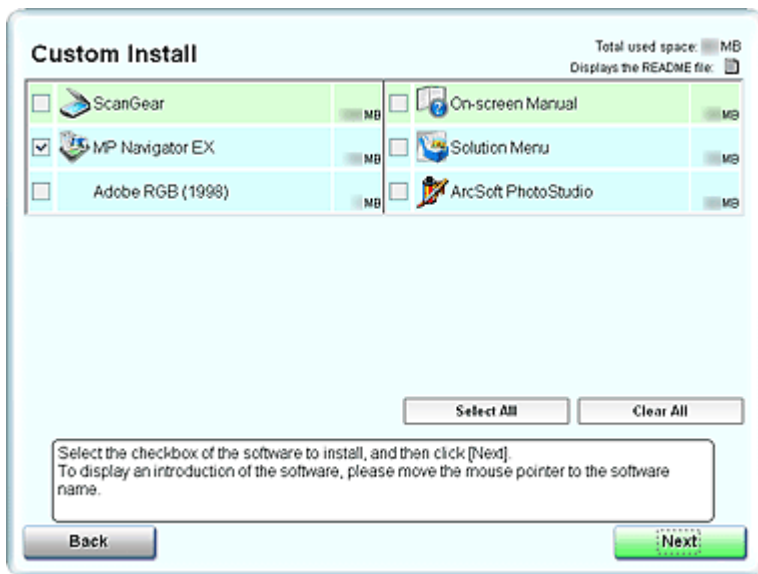 Custom Install
Total used space: MB
Displays the README file:
ScanGear MB
On-screen Manual MB
MP Navigator EX MB
Solution Menu MB
Adobe RGB (1998) MB
ArcSoft PhotoStudio MB
Select All
Clear All
Select the checkbox of the software to install, and then click [Next].
To display an introduction of the software, please move the mouse pointer to the software
name.
Back
Next